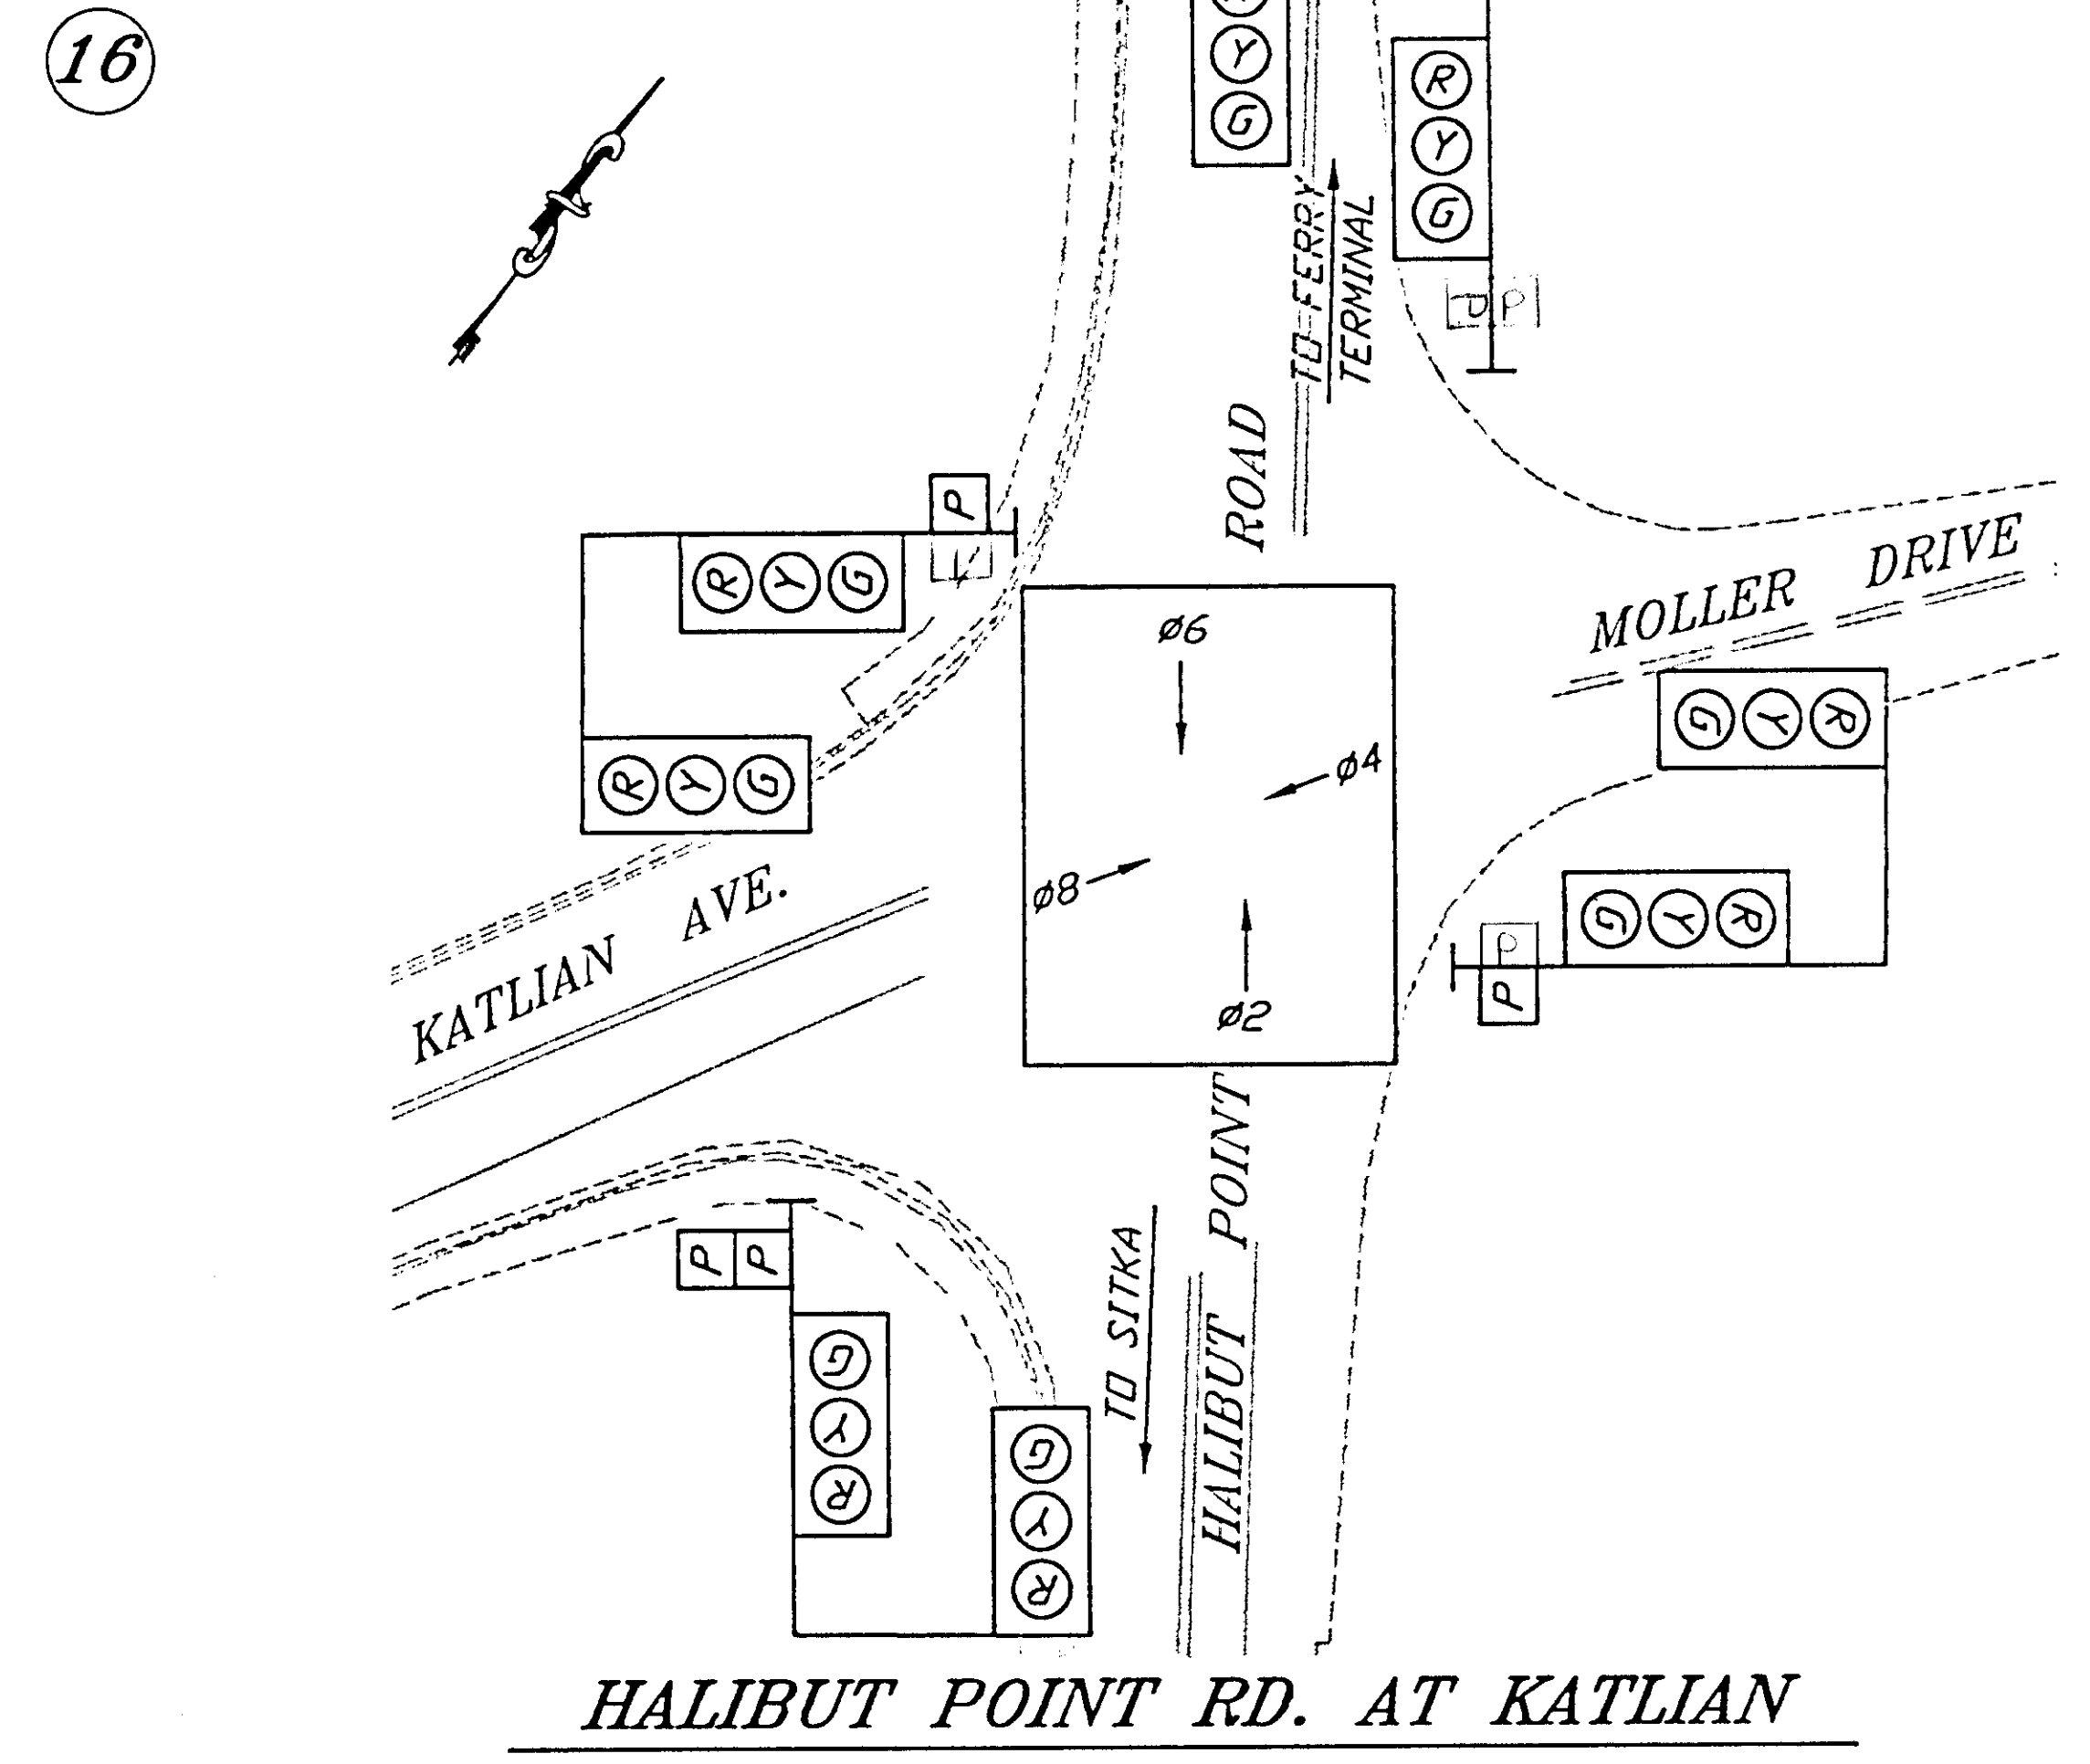 16
Y
G
R
Y
G
TO FERRY
TERMINAL
P P
ROAD
P
R Y G
MOLLER DRIVE
ø6
G Y R
ø4
R Y G
ø8
KATLIAN AVE.
G Y R
P
P
ø2
HALIBUT POINT
TO SITKA
P P
G
Y
R
G
Y
R
HALIBUT POINT RD. AT KATLIAN